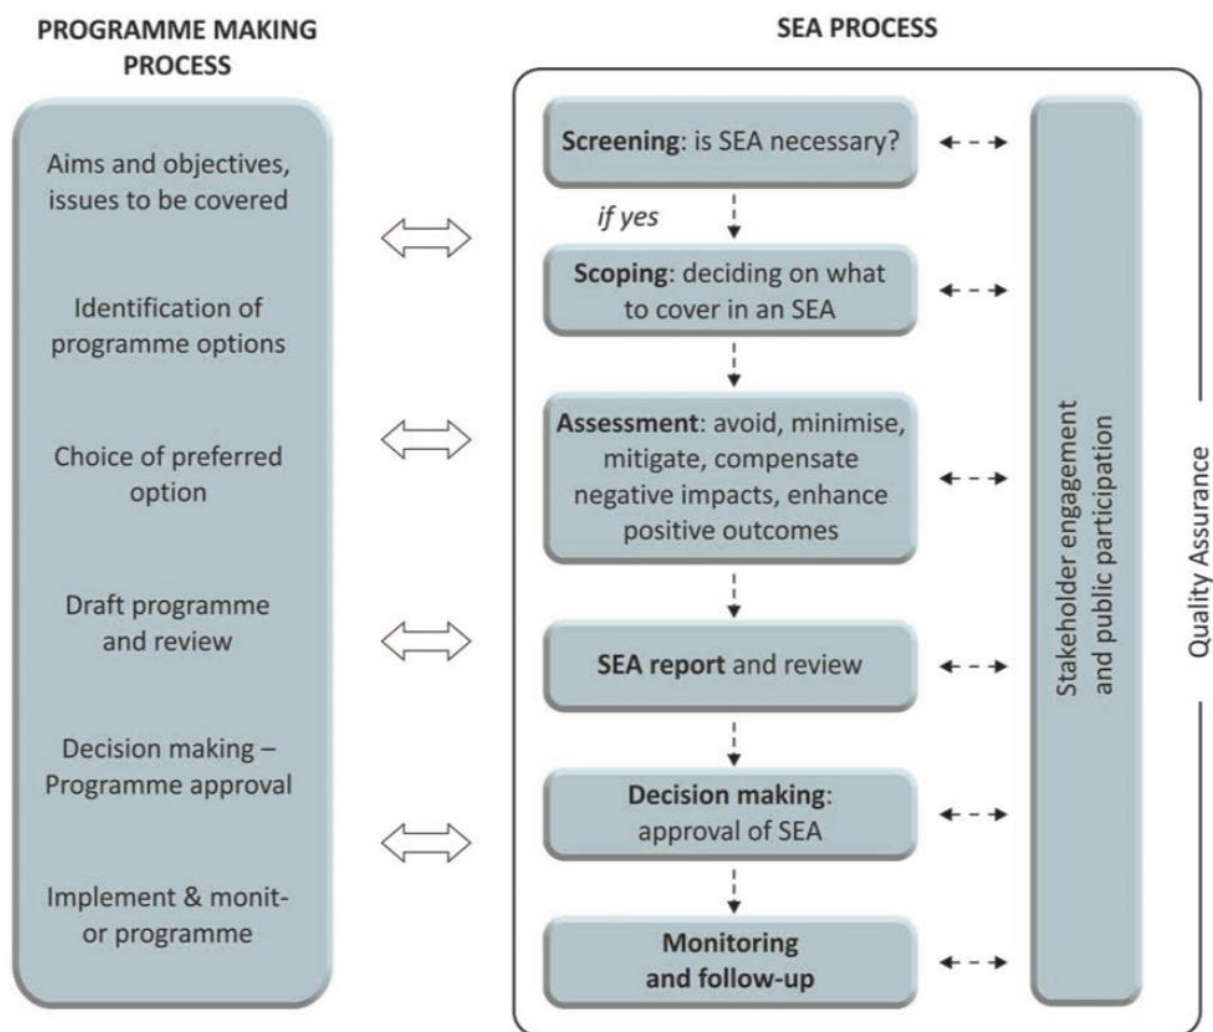 PROGRAMME MAKING
PROCESS
Aims and objectives,
issues to be covered
Identification of
programme options
Choice of preferred
option
Draft programme
and review
Decision making –
Programme approval
Implement & monit-
or programme
SEA PROCESS
Screening: is SEA necessary?
if yes
Scoping: deciding on what
to cover in an SEA
Assessment: avoid, minimise,
mitigate, compensate
negative impacts, enhance
positive outcomes
SEA report and review
Decision making:
approval of SEA
Monitoring
and follow-up
Stakeholder engagement
and public participation
Quality Assurance